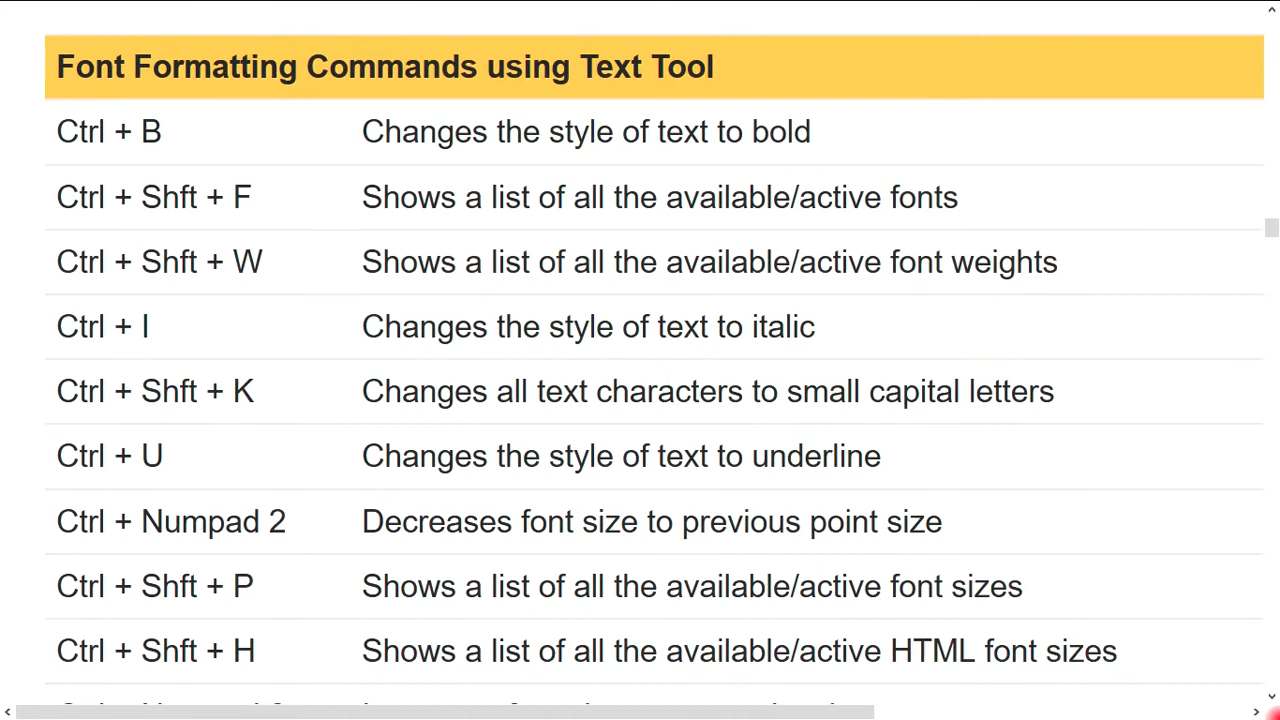 Font Formatting Commands using Text Tool
Ctrl + B Changes the style of text to bold
Ctrl + Shft + F Shows a list of all the available/active fonts
Ctrl + Shft + W Shows a list of all the available/active font weights
Ctrl + I Changes the style of text to italic
Ctrl + Shft + K Changes all text characters to small capital letters
Ctrl + U Changes the style of text to underline
Ctrl + Numpad 2 Decreases font size to previous point size
Ctrl + Shft + P Shows a list of all the available/active font sizes
Ctrl + Shft + H Shows a list of all the available/active HTML font sizes